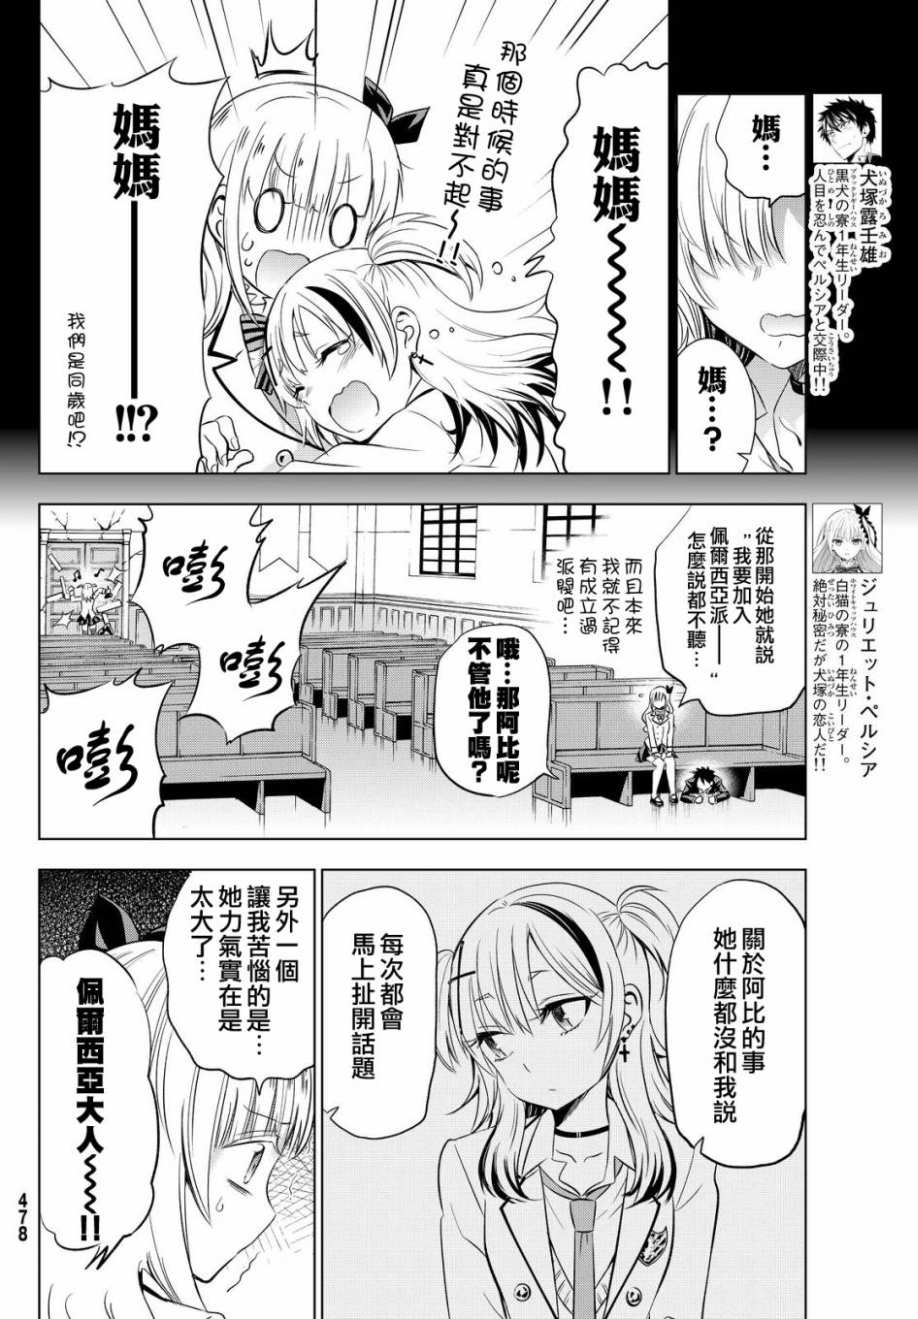 媽…
媽…？
媽媽～～～～!!
那個時候的事
真是對不
起～!!
媽媽——!!?
我們是同歲吧!?
犬塚露壬雄
いぬづかろみお
黒犬の寮1年生リーダー。
人目を忍んでペルシアと交際中!!
從那開始她就說
"我要加入
佩爾西亞派——"
怎麼說都不聽…
而且本來
我就不記得
有成立過
派閥吧…
哦…那阿比呢
不管他了嗎?
嘭
嘭
嘭
ジュリエット・ペルシア
白猫の寮の1年生リーダー。
絶対秘密だが犬塚の恋人だ!!
關於阿比的事
她什麼都沒和我說
每次都會
馬上扯開話題
另外一個
讓我苦惱的是…
她力氣實在是
太大了…
佩爾西亞大人～～～!!
478